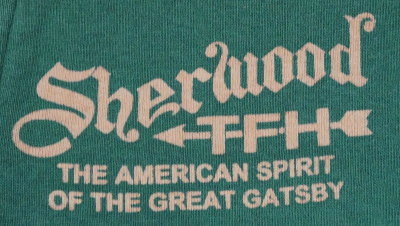 Sherwood
TFH
THE AMERICAN SPIRIT
OF THE GREAT GATSBY